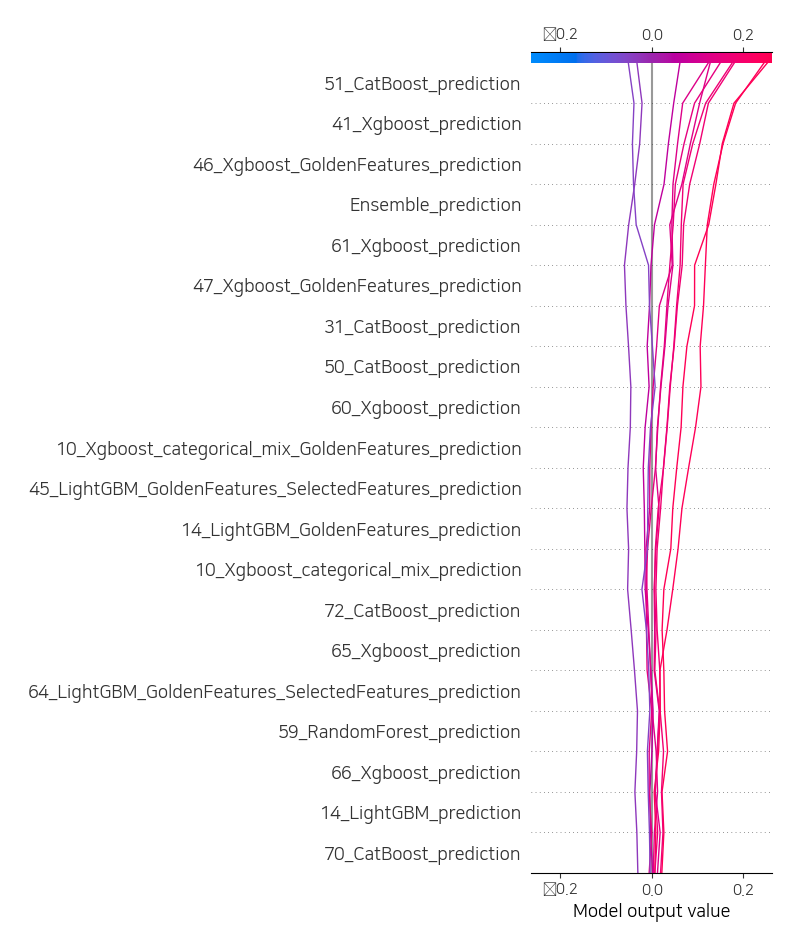 ☒0.2 0.0 0.2
51_CatBoost_prediction
41_Xgboost_prediction
46_Xgboost_GoldenFeatures_prediction
Ensemble_prediction
61_Xgboost_prediction
47_Xgboost_GoldenFeatures_prediction
31_CatBoost_prediction
50_CatBoost_prediction
60_Xgboost_prediction
10_Xgboost_categorical_mix_GoldenFeatures_prediction
45_LightGBM_GoldenFeatures_SelectedFeatures_prediction
14_LightGBM_GoldenFeatures_prediction
10_Xgboost_categorical_mix_prediction
72_CatBoost_prediction
65_Xgboost_prediction
64_LightGBM_GoldenFeatures_SelectedFeatures_prediction
59_RandomForest_prediction
66_Xgboost_prediction
14_LightGBM_prediction
70_CatBoost_prediction
☒0.2 0.0 0.2
Model output value